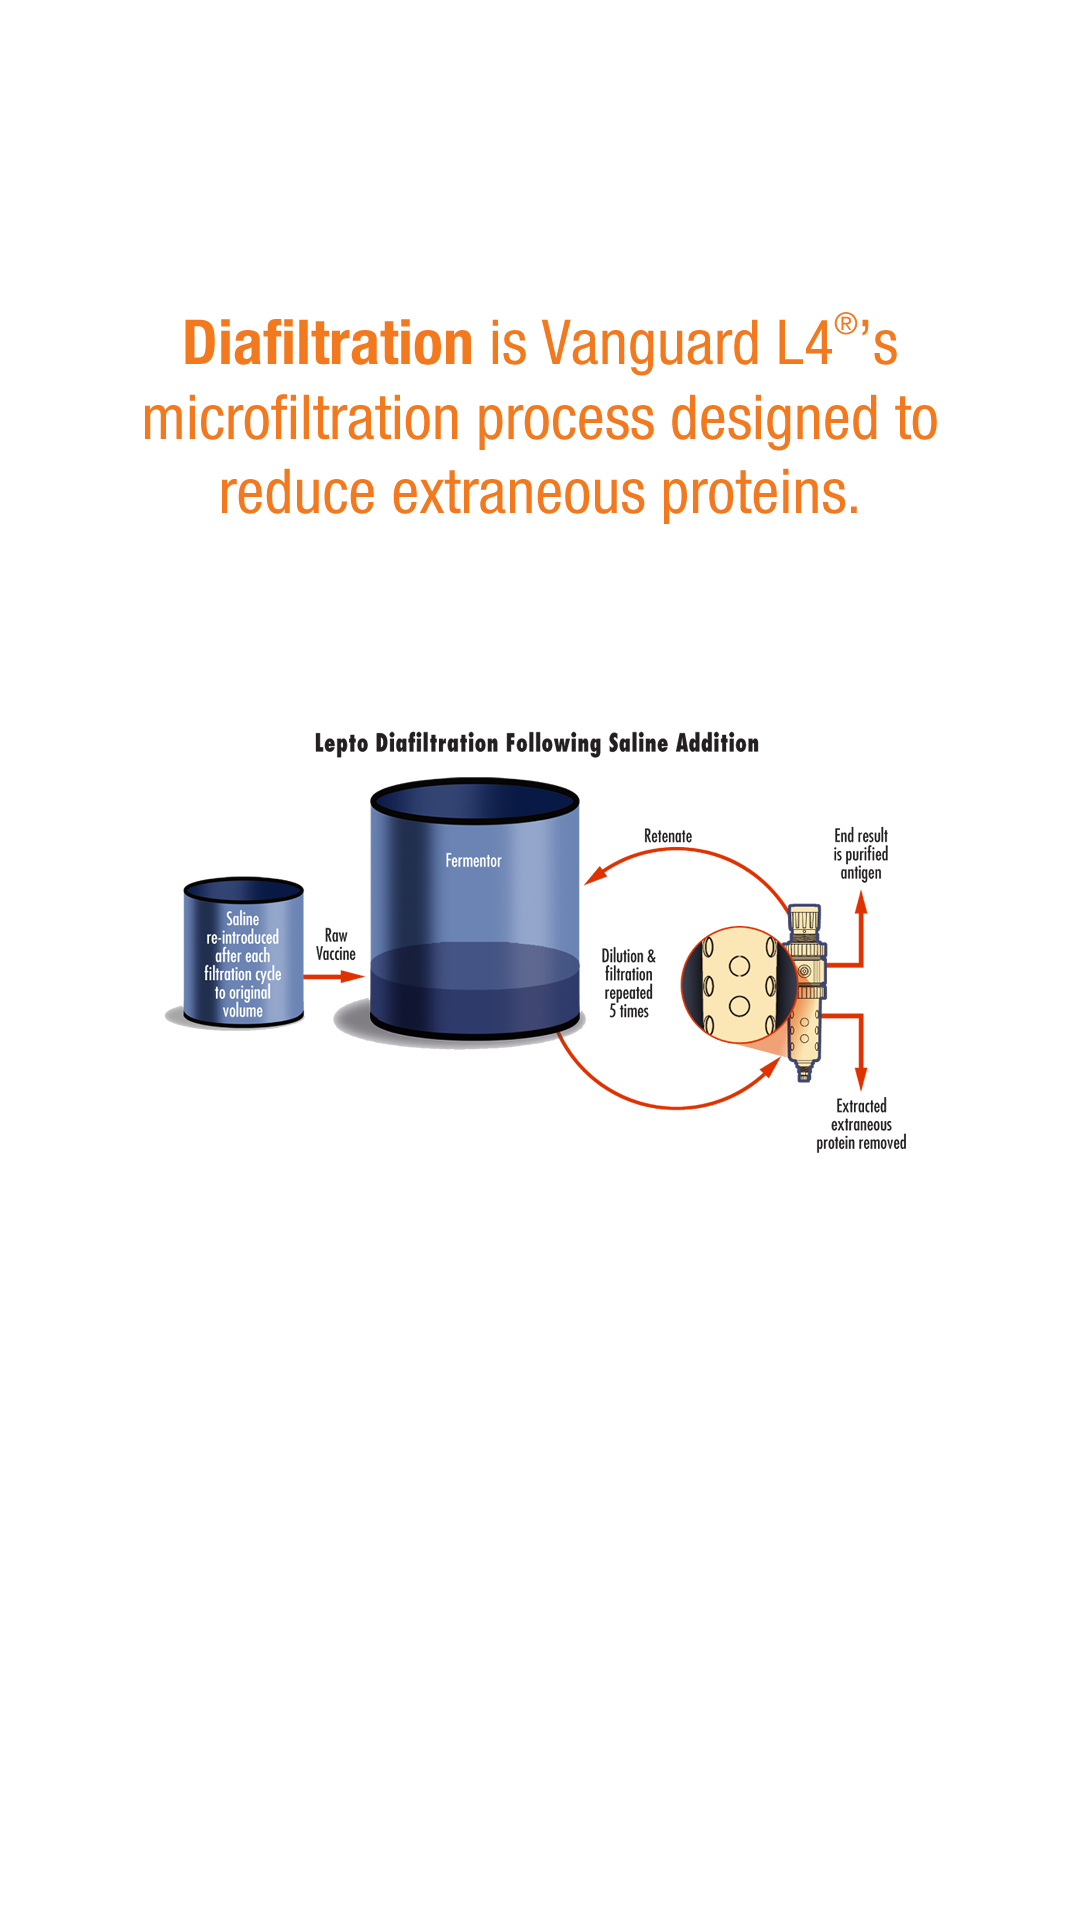 Diafiltration is Vanguard L4®’s
microfiltration process designed to
reduce extraneous proteins.
Lepto Diafiltration Following Saline Addition
Saline
re-introduced
after each
filtration cycle
to original
volume
Raw
Vaccine
Fermentor
Retenate
Dilution &
filtration
repeated
5 times
End result
is purified
antigen
Extracted
extraneous
protein removed